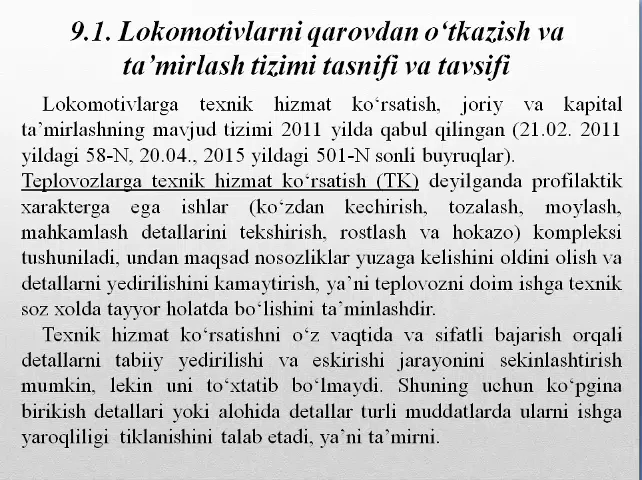 9.1. Lokomotivlarni qarovdan o‘tkazish va
ta’mirlash tizimi tasnifi va tavsifi
Lokomotivlarga texnik hizmat ko‘rsatish, joriy va kapital
ta’mirlashning mavjud tizimi 2011 yilda qabul qilingan (21.02. 2011
yildagi 58-N, 20.04., 2015 yildagi 501-N sonli buyruqlar).
Teplovozlarga texnik hizmat ko‘rsatish (TK) deyilganda profilaktik
xarakterga ega ishlar (ko‘zdan kechirish, tozalash, moylash,
mahkamlash detallarini tekshirish, rostlash va hokazo) kompleksi
tushuniladi, undan maqsad nosozliklar yuzaga kelishini oldini olish va
detallarni yedirilishini kamaytirish, ya’ni teplovozni doim ishga texnik
soz xolda tayyor holatda bo‘lishini ta’minlashdir.
Texnik hizmat ko‘rsatishni o‘z vaqtida va sifatli bajarish orqali
detallarni tabiiy yedirilishi va eskirishi jarayonini sekinlashtirish
mumkin, lekin uni to‘xtatib bo‘lmaydi. Shuning uchun ko‘pgina
birikish detallari yoki alohida detallar turli muddatlarda ularni ishga
yaroqliligi tiklanishini talab etadi, ya’ni ta’mirni.